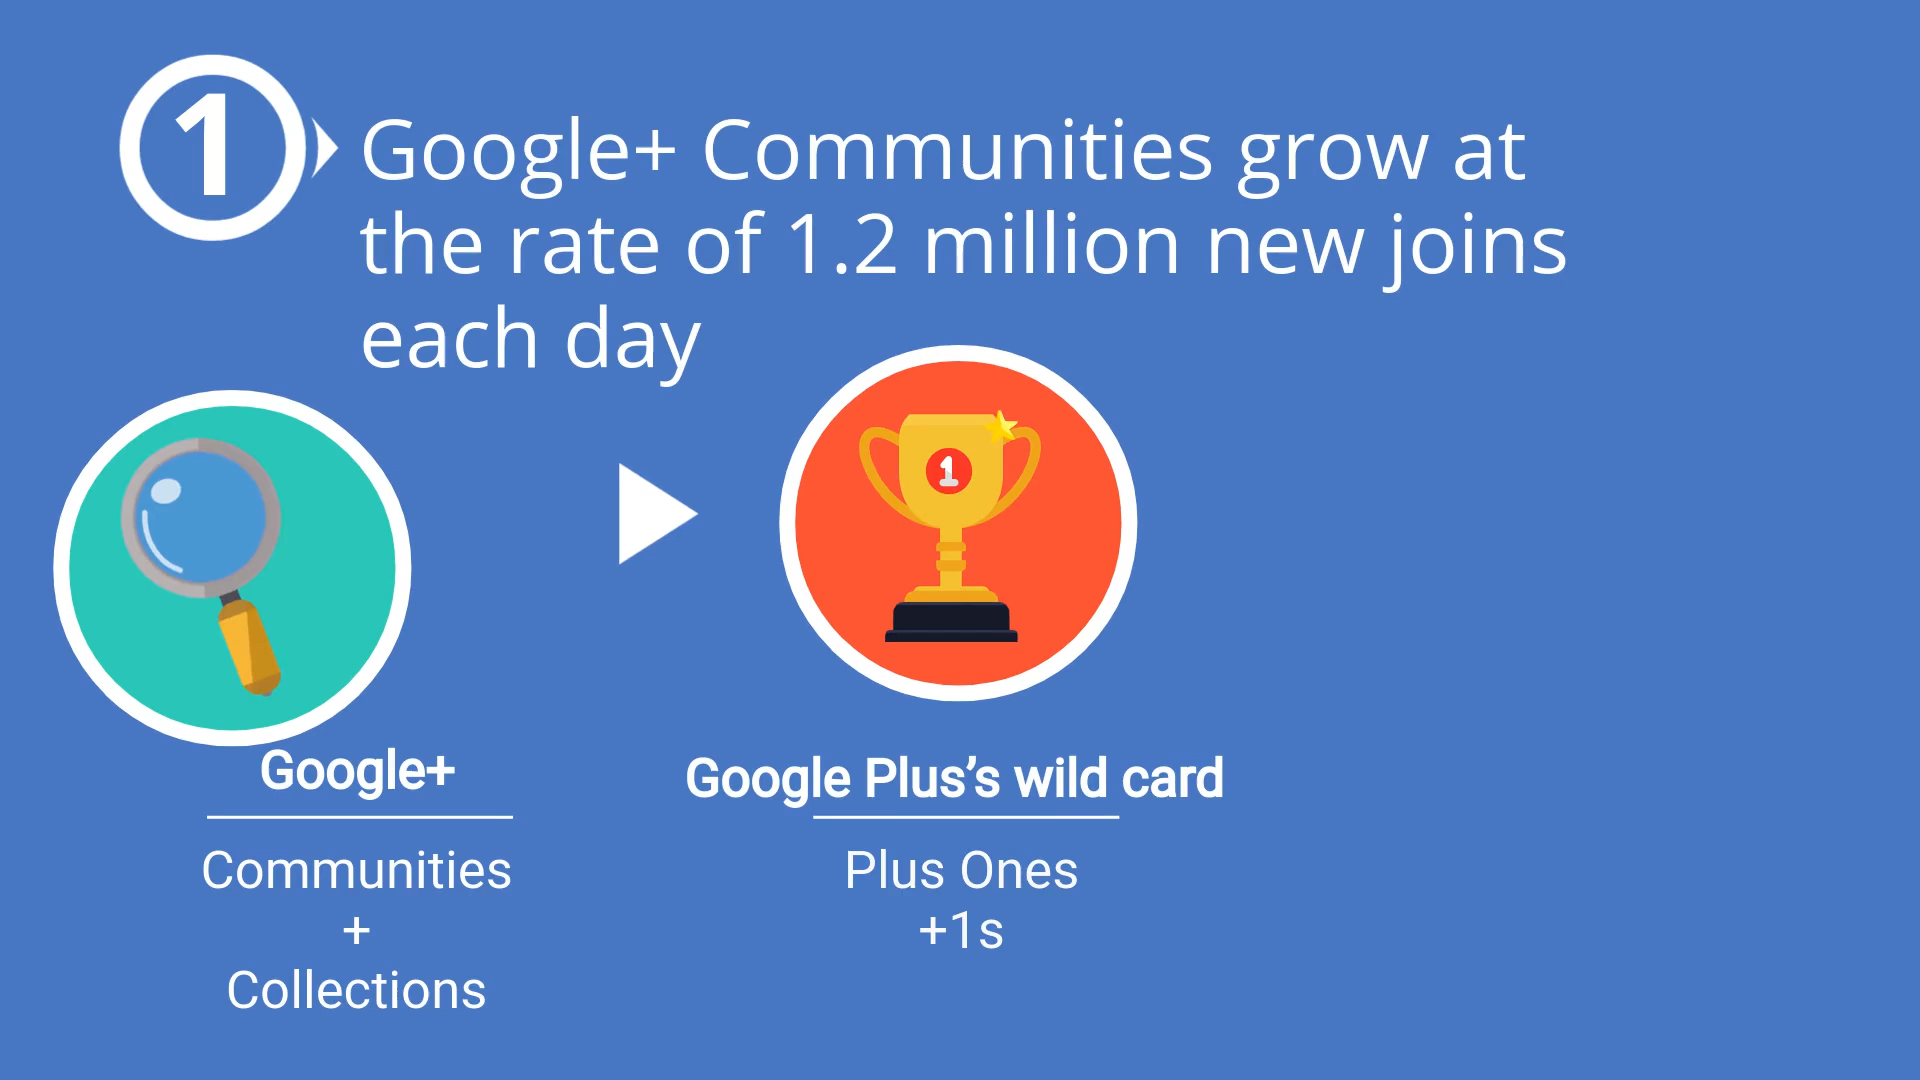 1
Google+ Communities grow at
the rate of 1.2 million new joins
each day
1
Google+
Communities
+
Collections
Google Plus’s wild card
Plus Ones
+1s